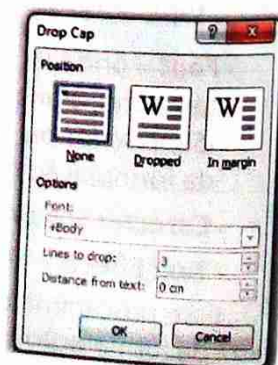 Drop Cap
?
X
Position
W
W
None Dropped In margin
Options
Font:
+Body
Lines to drop: 3
Distance from text: 0 cm
OK Cancel